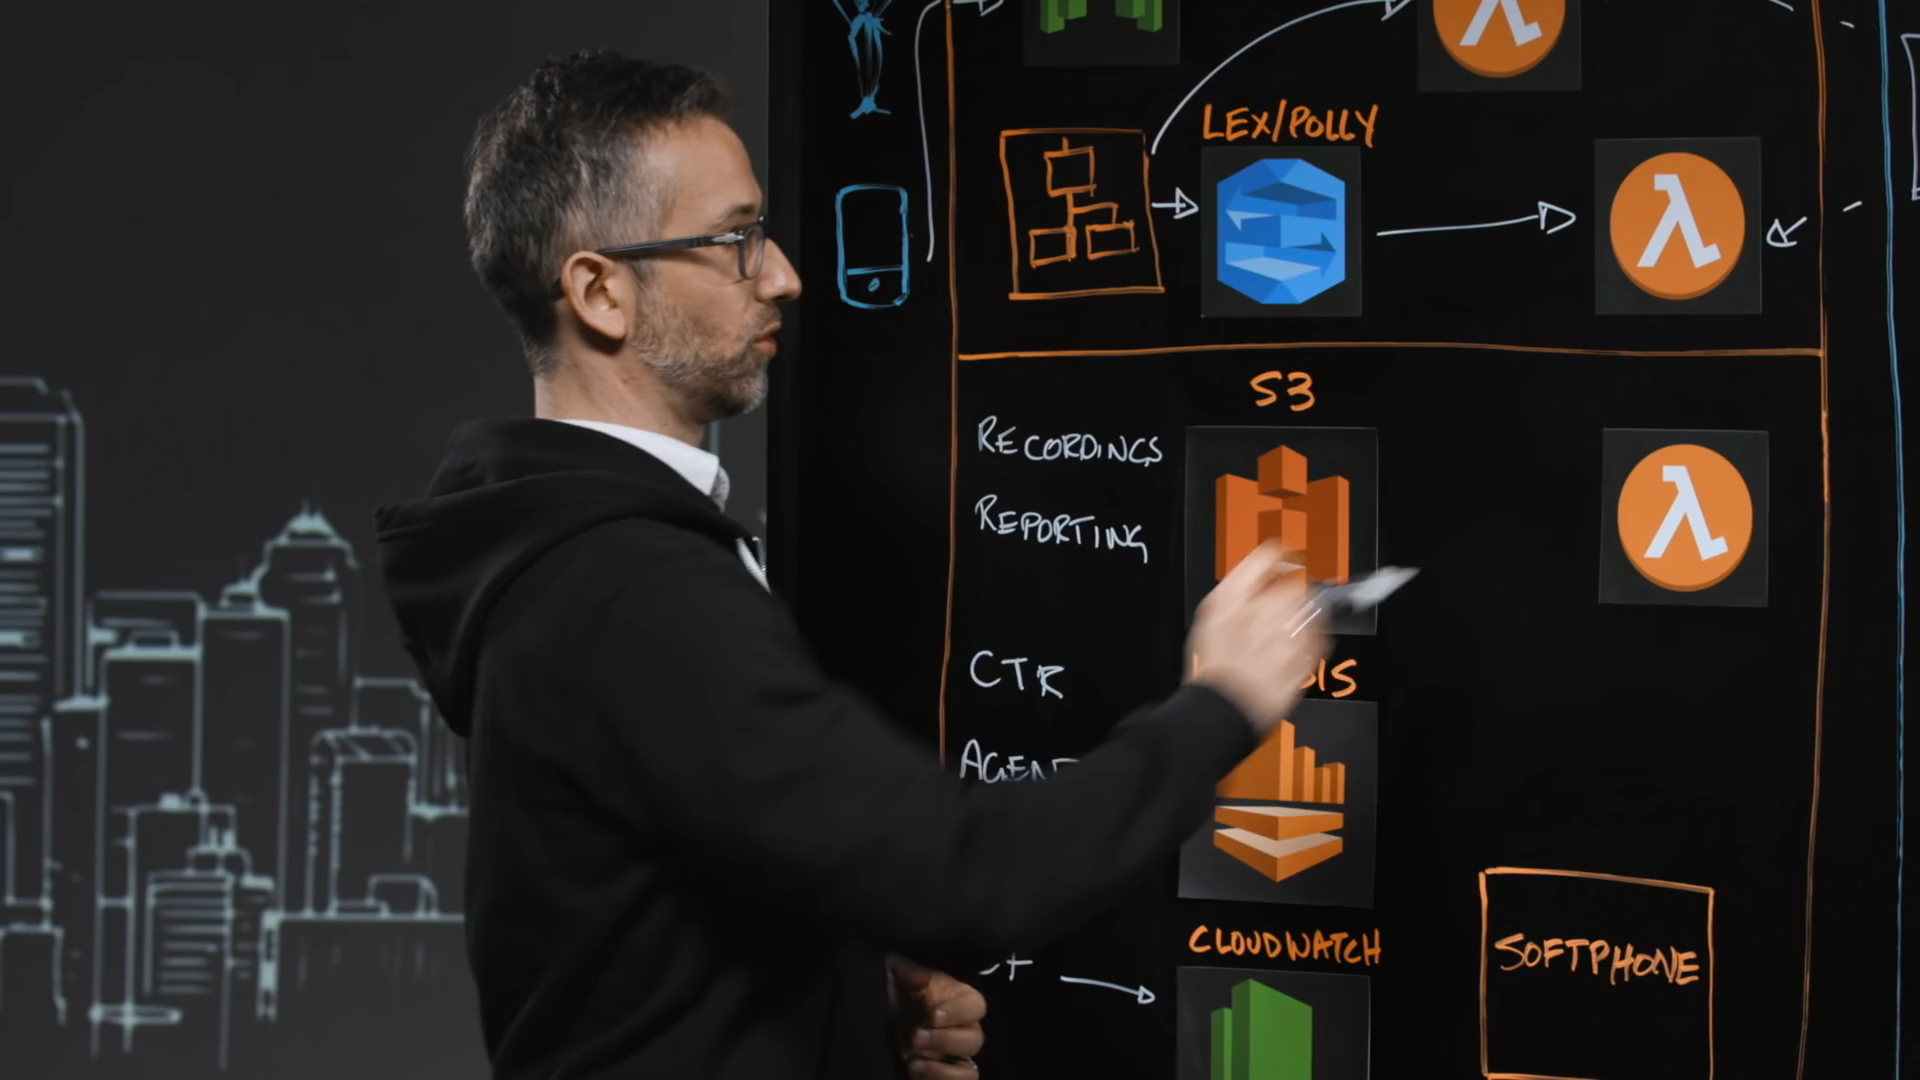 LEX/POLLY
S3
RECORDINGS
REPORTING
CTR
CLOUDWATCH
SOFTPHONE